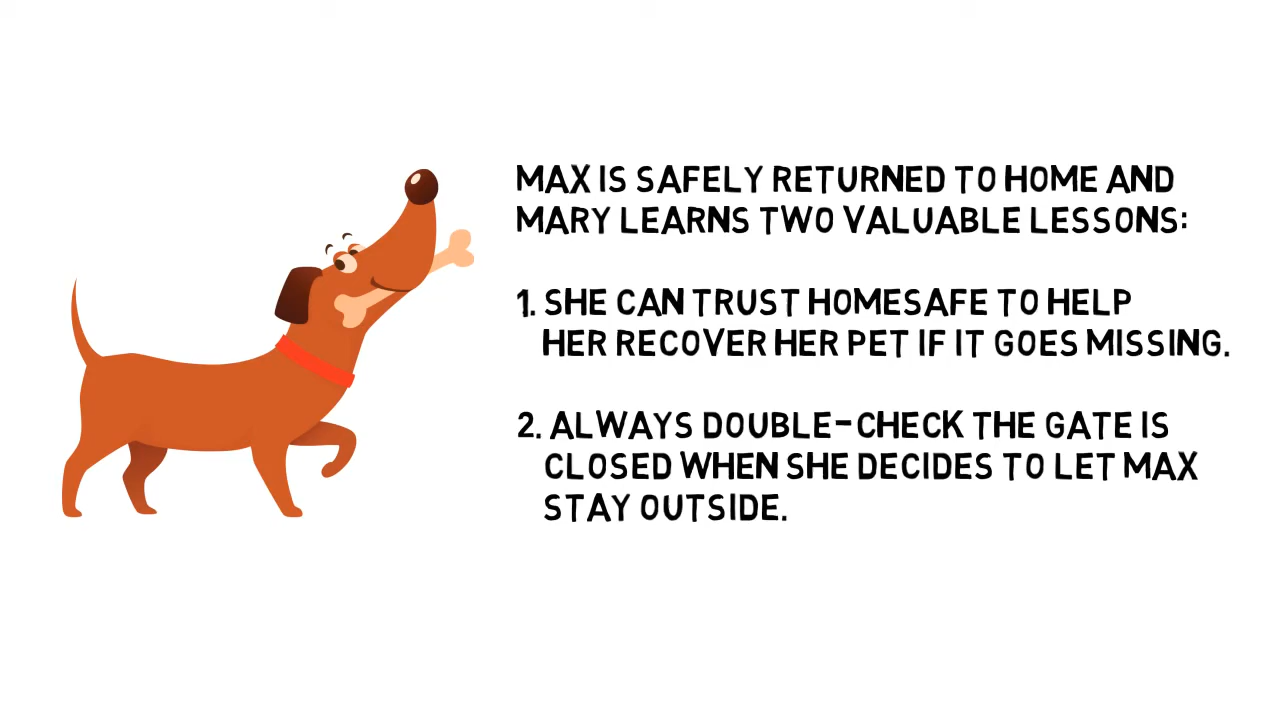 MAX IS SAFELY RETURNED TO HOME AND
MARY LEARNS TWO VALUABLE LESSONS:
1. SHE CAN TRUST HOMESAFE TO HELP
HER RECOVER HER PET IF IT GOES MISSING.
2. ALWAYS DOUBLE-CHECK THE GATE IS
CLOSED WHEN SHE DECIDES TO LET MAX
STAY OUTSIDE.